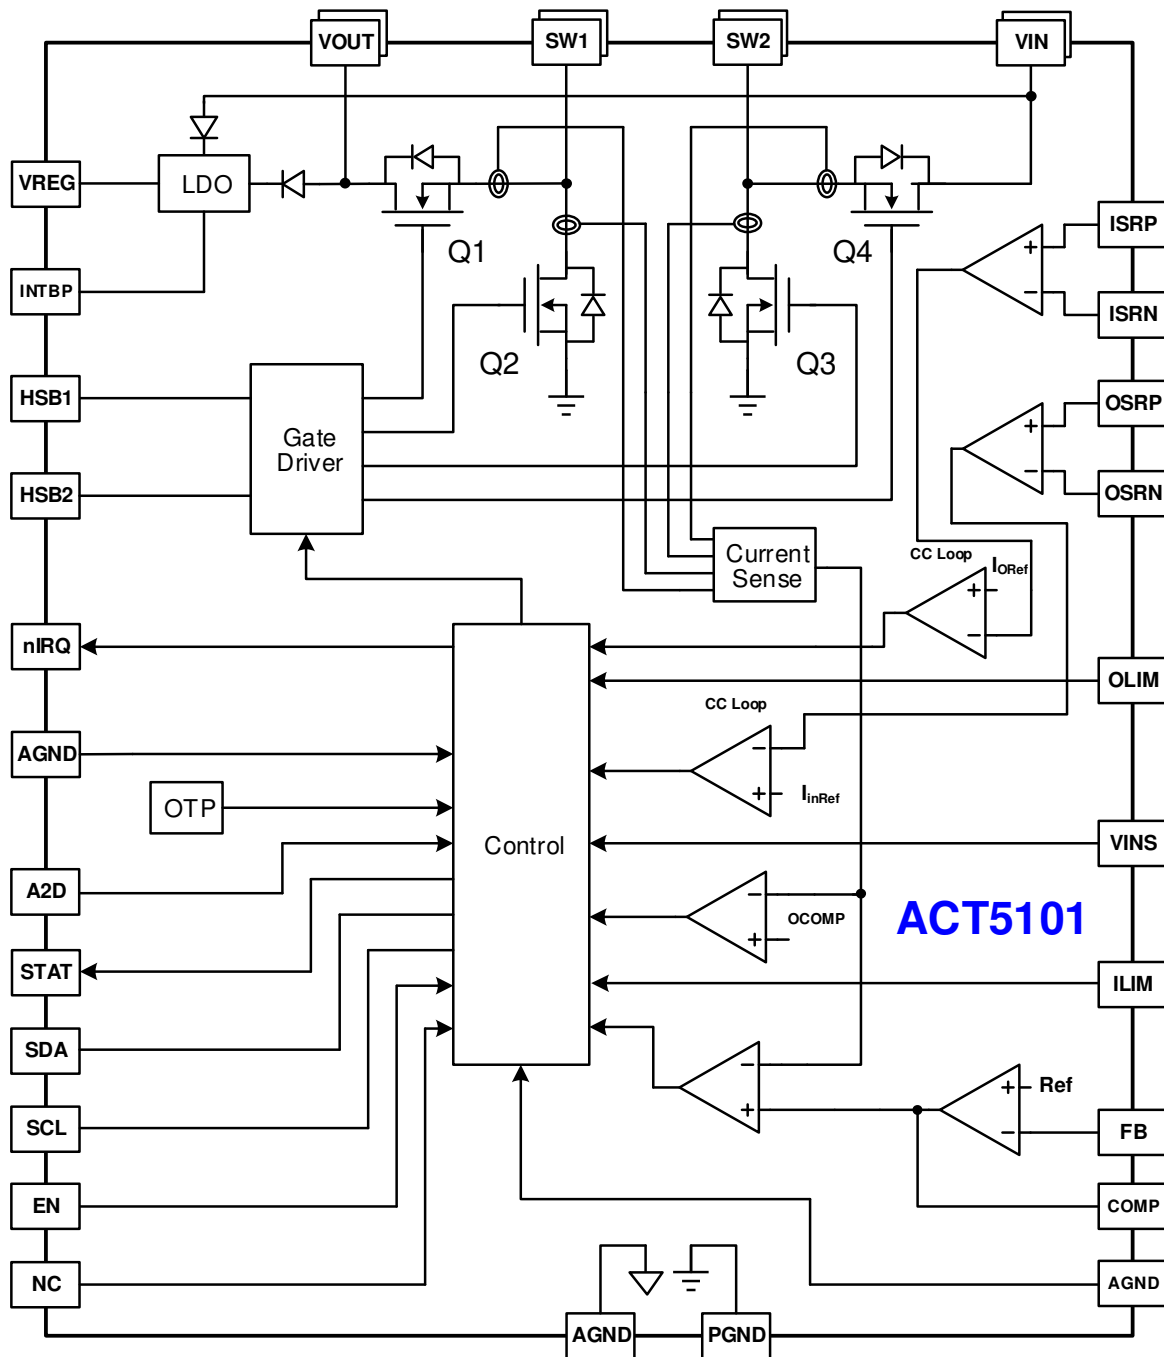 VOUT
SW1
SW2
VIN
VREG
LDO
INTBP
Q1
Q4
ISRP
ISRN
Q2
Q3
HSB1
HSB2
Gate
Driver
OSRP
OSRN
Current
Sense
CC Loop
IORef
+
−
+
−
+
−
nIRQ
OLIM
CC Loop
AGND
−
+
IinRef
OTP
Control
VINS
A2D
−
OCOMP
+
ACT5101
STAT
ILIM
SDA
−
+
+
Ref
−
SCL
FB
EN
COMP
NC
AGND
AGND
PGND